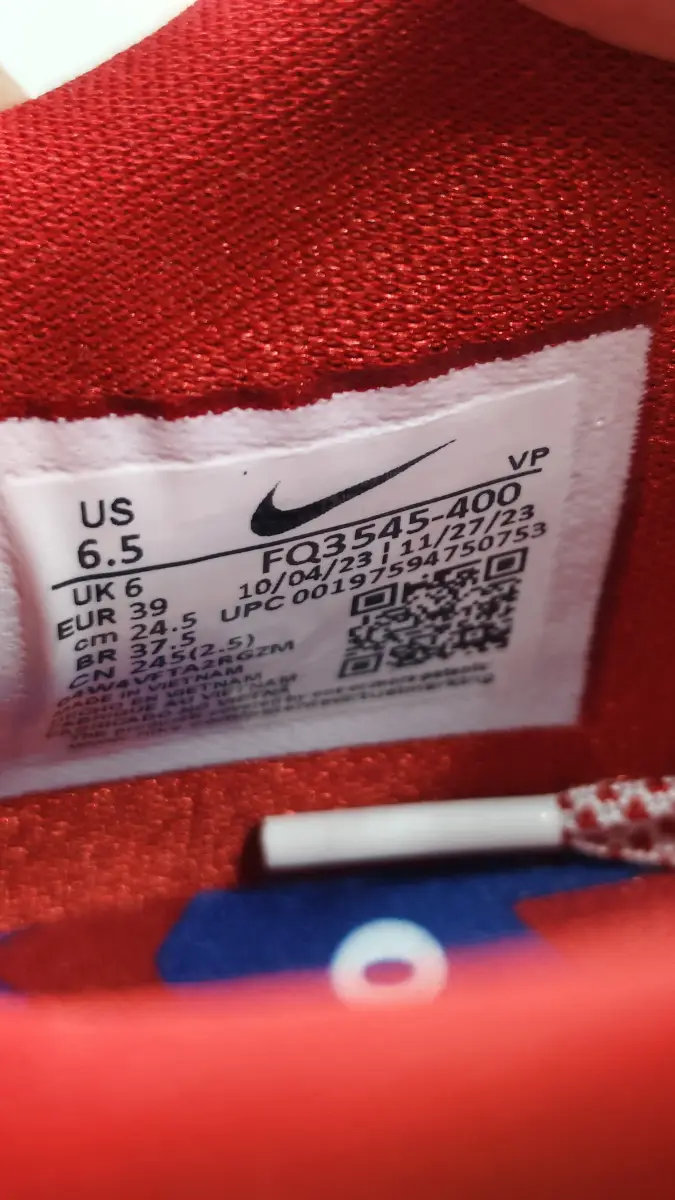 VP
US
6.5
FQ3545-400
10/04/23 | 11/27/23
UPC 00197594750753
UK 6
EUR 39
cm 24.5
BR 37.5
CN 245(2.5)
MADE IN VIETNAM